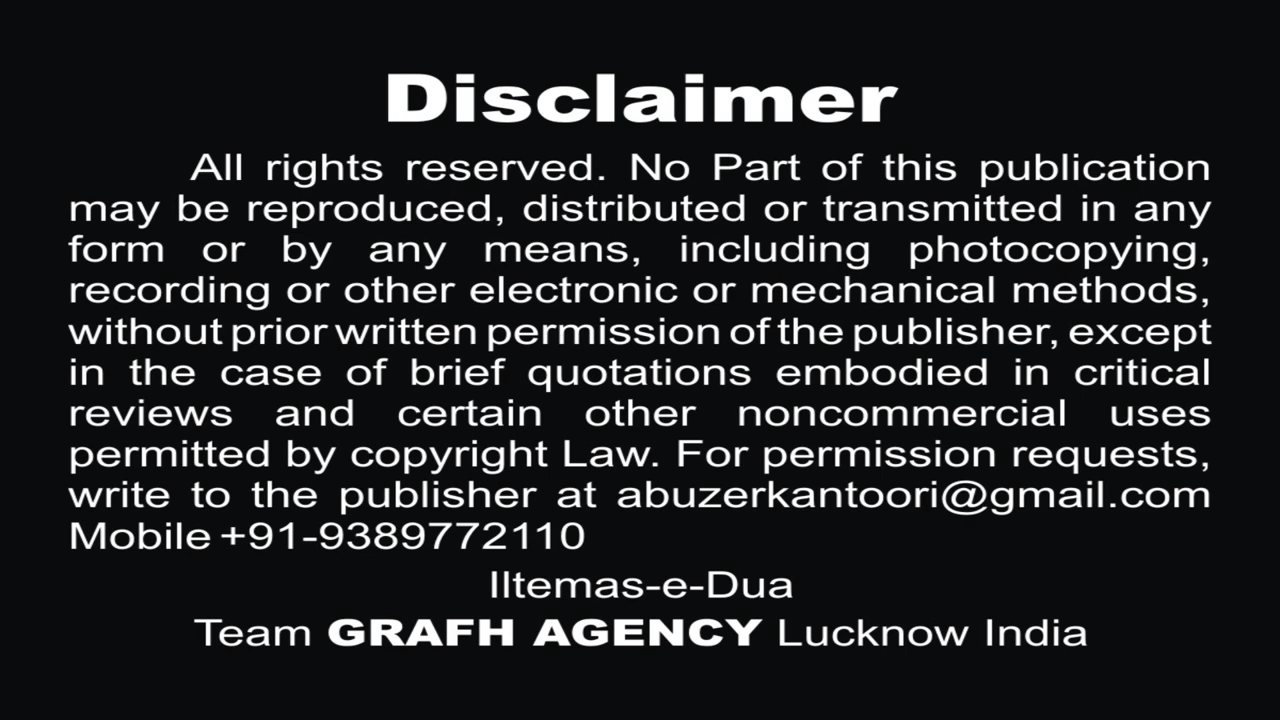 Disclaimer
All rights reserved. No Part of this publication
may be reproduced, distributed or transmitted in any
form or by any means, including photocopying,
recording or other electronic or mechanical methods,
without prior written permission of the publisher, except
in the case of brief quotations embodied in critical
reviews and certain other noncommercial uses
permitted by copyright Law. For permission requests,
write to the publisher at abuzerkantoori@gmail.com
Mobile +91-9389772110
IItemas-e-Dua
Team GRAFH AGENCY Lucknow India